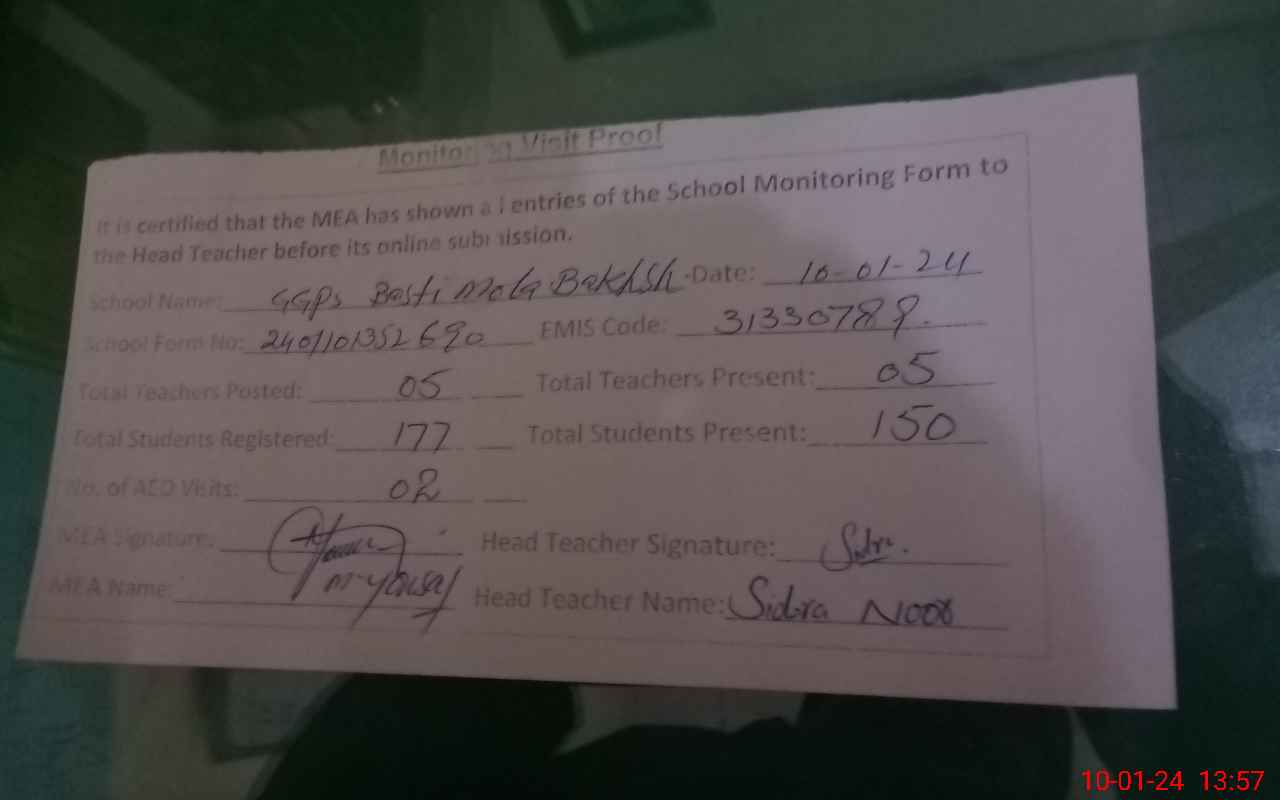 Monitoring Visit Proof
It is certified that the MEA has shown all entries of the School Monitoring Form to
the Head Teacher before its online submission.
School Name: GGPS Basti Mola Bakhsh Date: 10-01-24
School Form No: 2401101352690 EMIS Code: 31330789.
Total Teachers Posted: 05 Total Teachers Present: 05
Total Students Registered: 177 Total Students Present: 150
No. of AEO Visits: 02
MEA Signature: Head Teacher Signature: Sidra.
MEA Name: M. Yousaf Head Teacher Name: Sidra Noor
10-01-24 13:57